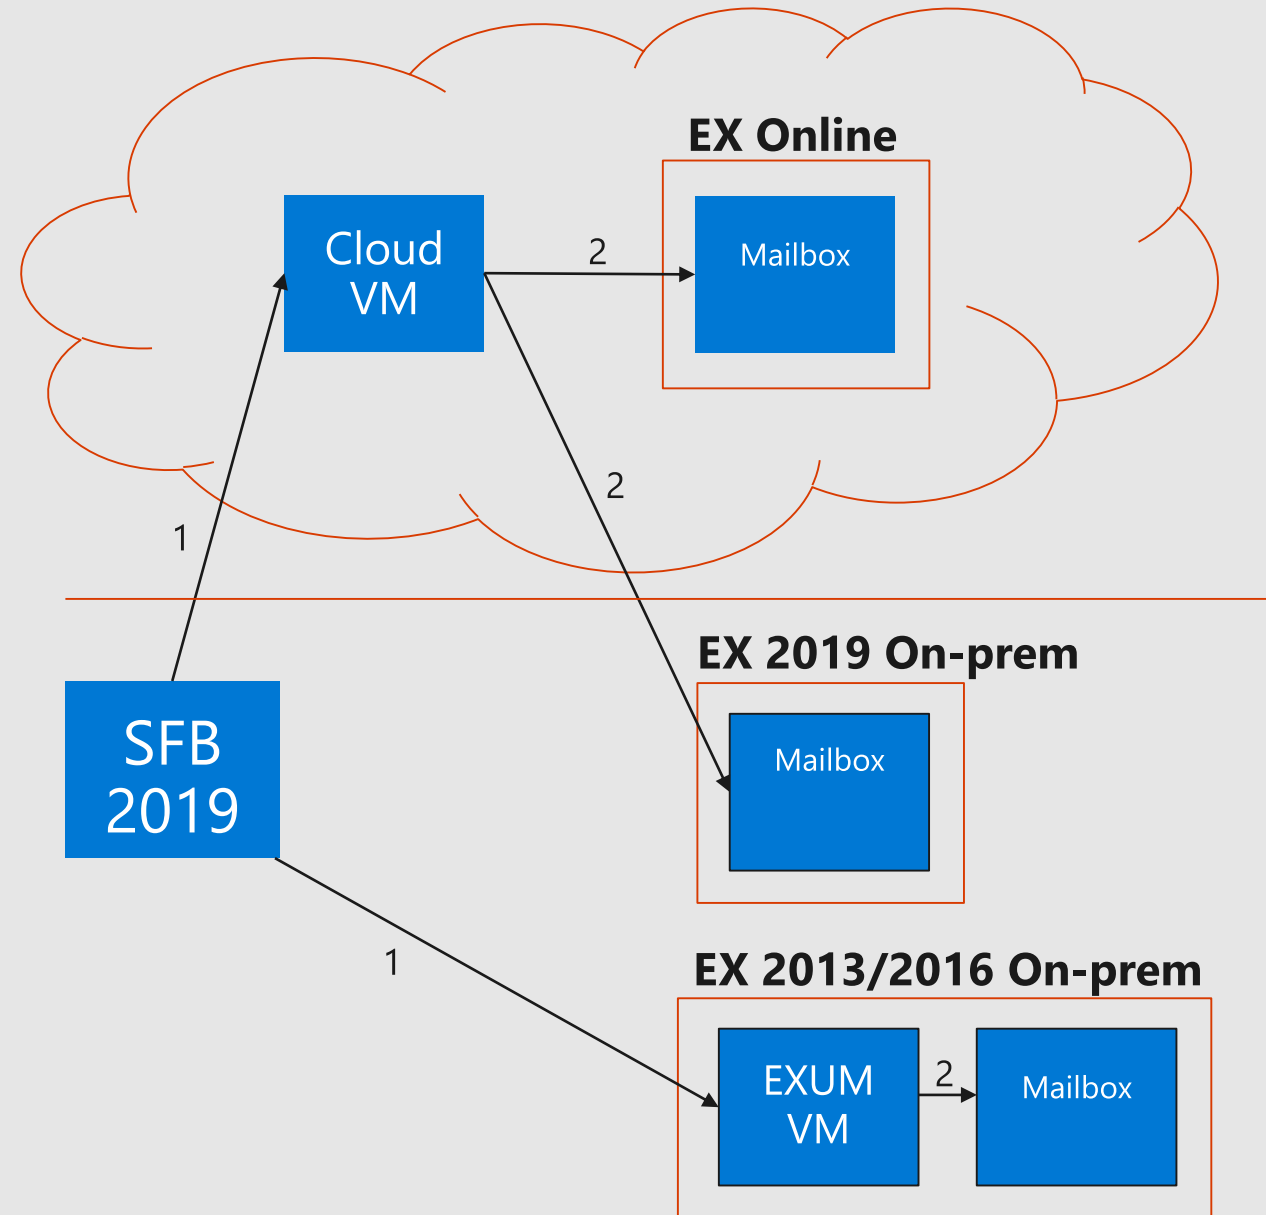 EX Online
Cloud
VM
2
Mailbox
2
1
EX 2019 On-prem
SFB
2019
Mailbox
1
EX 2013/2016 On-prem
EXUM
VM
2
Mailbox